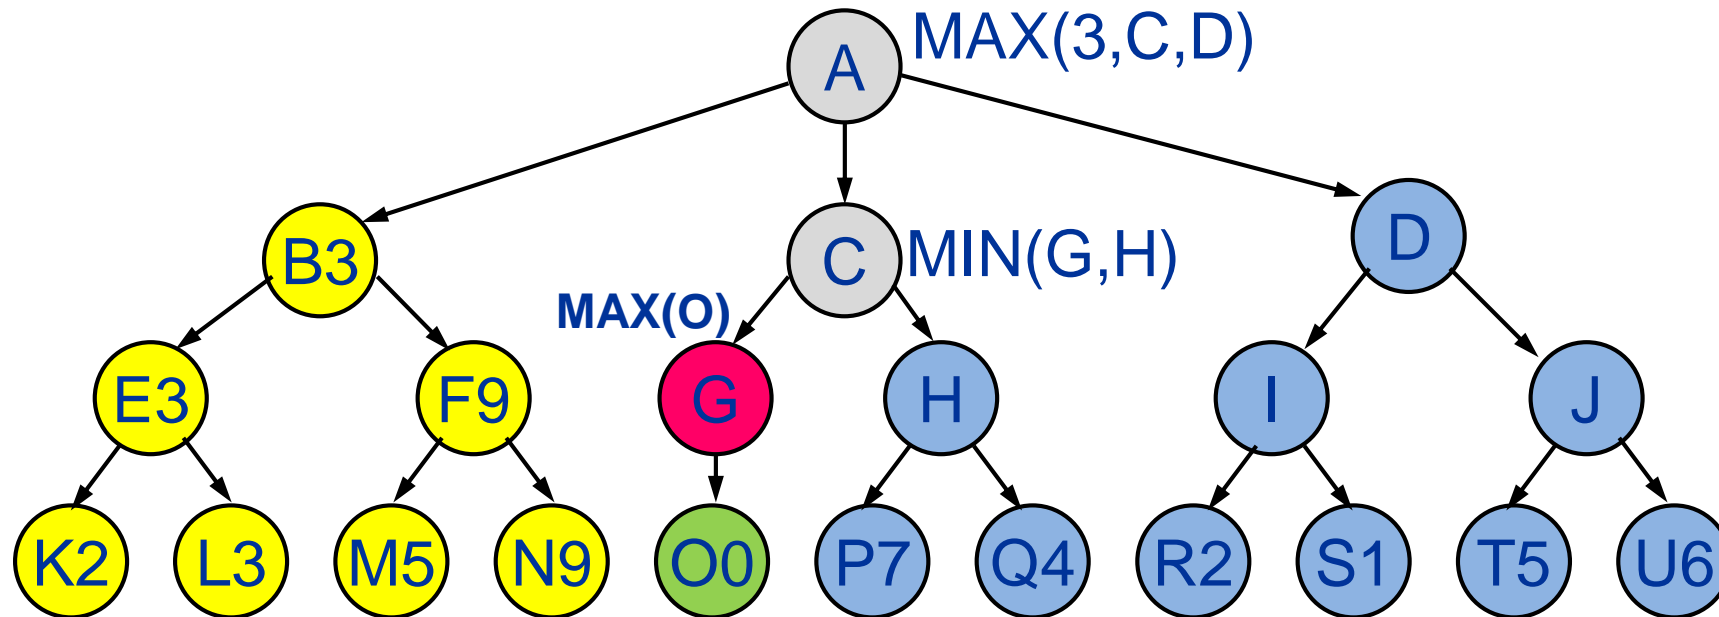 A MAX(3,C,D)
B3 C MIN(G,H) D
MAX(O)
E3 F9 G H I J
K2 L3 M5 N9 O0 P7 Q4 R2 S1 T5 U6